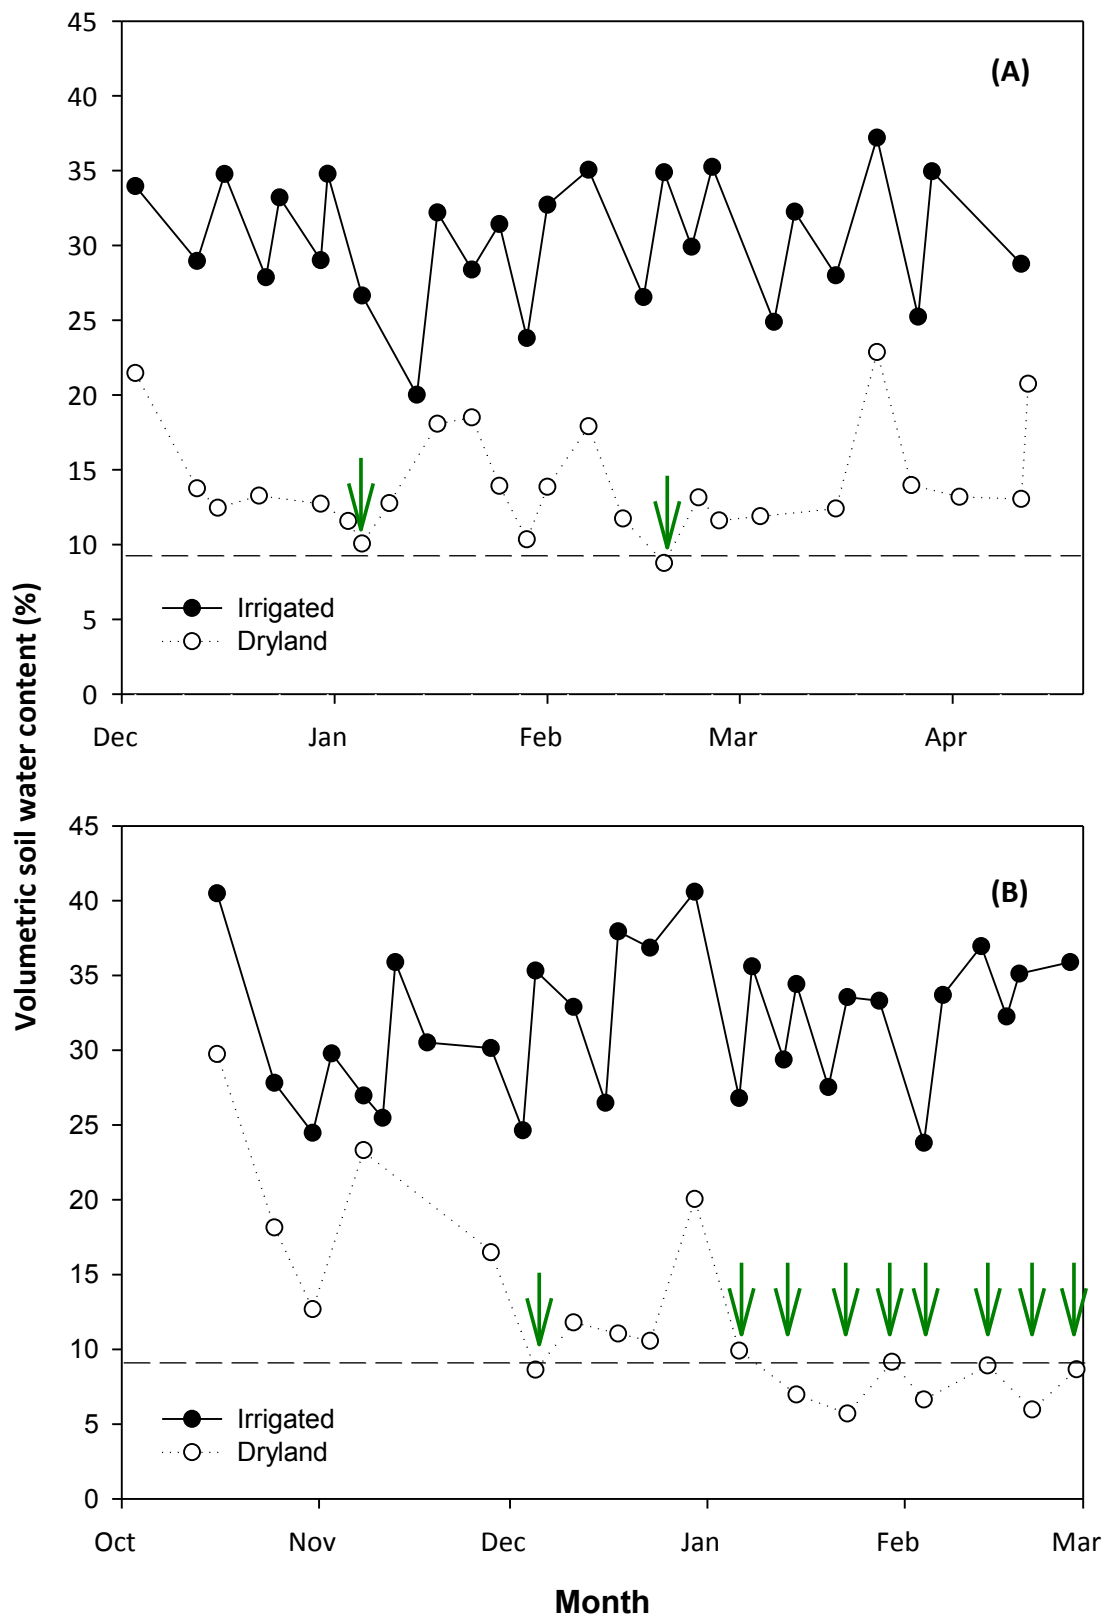 Volumetric soil water content (%)
45
40
35
30
25
20
15
10
5
0
(A)
Irrigated
Dryland
Dec Jan Feb Mar Apr
45
40
35
30
25
20
15
10
5
0
(B)
Irrigated
Dryland
Oct Nov Dec Jan Feb Mar
Month